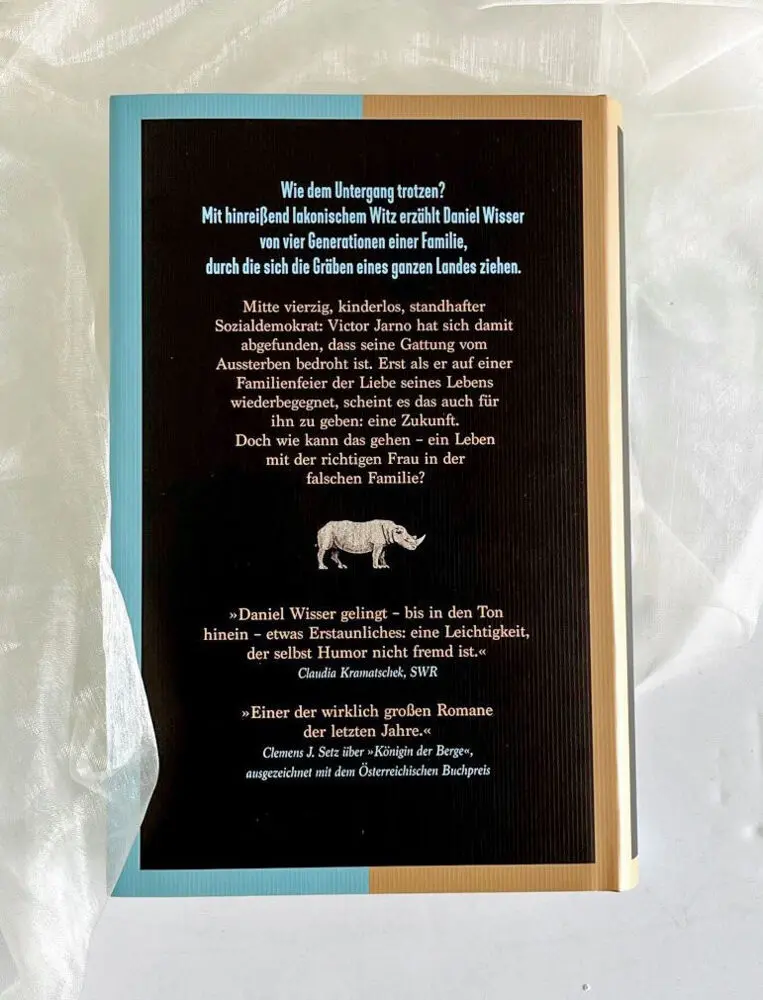 Wie dem Untergang trotzen?
Mit hinreißend lakonischem Witz erzählt Daniel Wisser
von vier Generationen einer Familie,
durch die sich die Gräben eines ganzen Landes ziehen.
Mitte vierzig, kinderlos, standhafter
Sozialdemokrat: Victor Jarno hat sich damit
abgefunden, dass seine Gattung vom
Aussterben bedroht ist. Erst als er auf einer
Familienfeier der Liebe seines Lebens
wiederbegegnet, scheint es das auch für
ihn zu geben: eine Zukunft.
Doch wie kann das gehen – ein Leben
mit der richtigen Frau in der
falschen Familie?
»Daniel Wisser gelingt – bis in den Ton
hinein – etwas Erstaunliches: eine Leichtigkeit,
der selbst Humor nicht fremd ist.«
Claudia Kramatschek, SWR
»Einer der wirklich großen Romane
der letzten Jahre.«
Clemens J. Setz über »Königin der Berge«,
ausgezeichnet mit dem Österreichischen Buchpreis